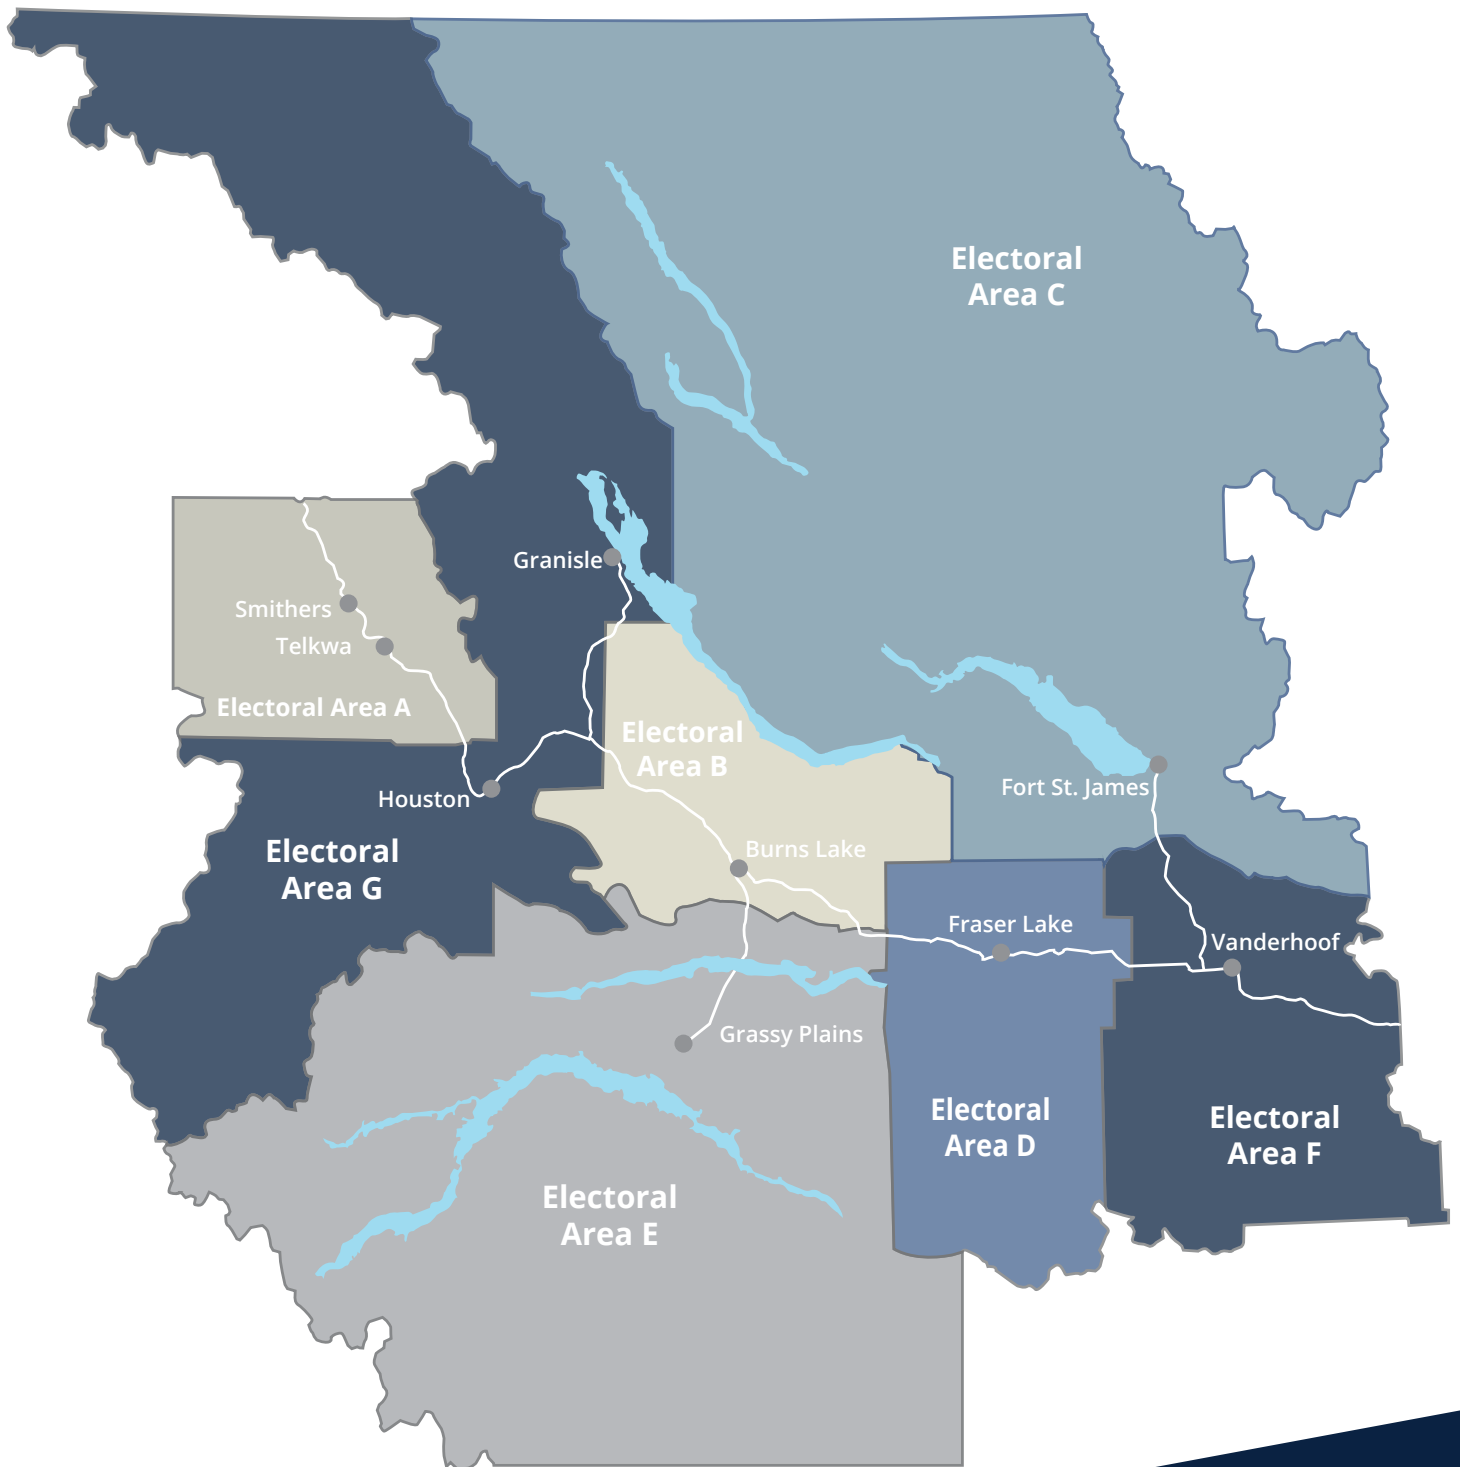 Electoral
Area C
Granisle
Smithers
Telkwa
Electoral Area A
Electoral
Area B
Houston
Fort St. James
Electoral
Area G
Burns Lake
Fraser Lake
Vanderhoof
Grassy Plains
Electoral
Area D
Electoral
Area F
Electoral
Area E